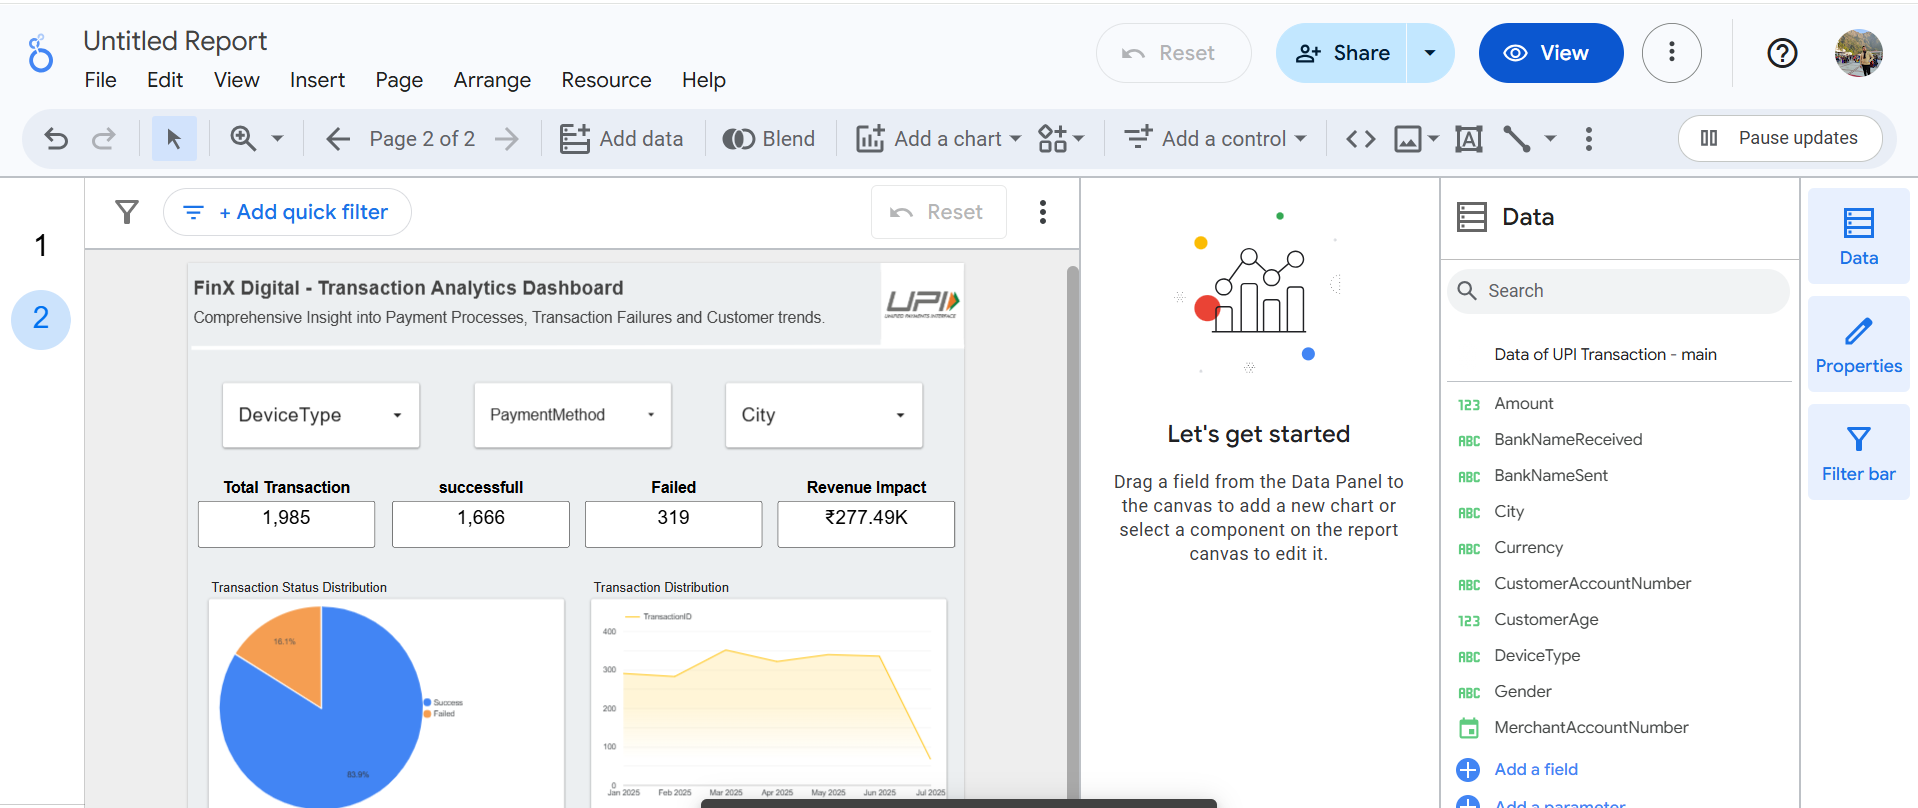 Untitled Report
File Edit View Insert Page Arrange Resource Help
Reset
Share
View
Page 2 of 2
Add data
Blend
Add a chart
Add a control
Pause updates
1
2
+ Add quick filter
Reset
FinX Digital - Transaction Analytics Dashboard
Comprehensive Insight into Payment Processes, Transaction Failures and Customer trends.
UPI
UNIFIED PAYMENTS INTERFACE
DeviceType
PaymentMethod
City
Total Transaction
1,985
successfull
1,666
Failed
319
Revenue Impact
₹277.49K
Transaction Status Distribution
16.1%
83.9%
Success
Failed
Transaction Distribution
TransactionID
400
300
200
100
0
Jan 2025 Feb 2025 Mar 2025 Apr 2025 May 2025 Jun 2025 Jul 2025
Let's get started
Drag a field from the Data Panel to
the canvas to add a new chart or
select a component on the report
canvas to edit it.
Data
Search
Data of UPI Transaction - main
123 Amount
ABC BankNameReceived
ABC BankNameSent
ABC City
ABC Currency
ABC CustomerAccountNumber
123 CustomerAge
ABC DeviceType
ABC Gender
MerchantAccountNumber
Add a field
Add a parameter
Data
Properties
Filter bar